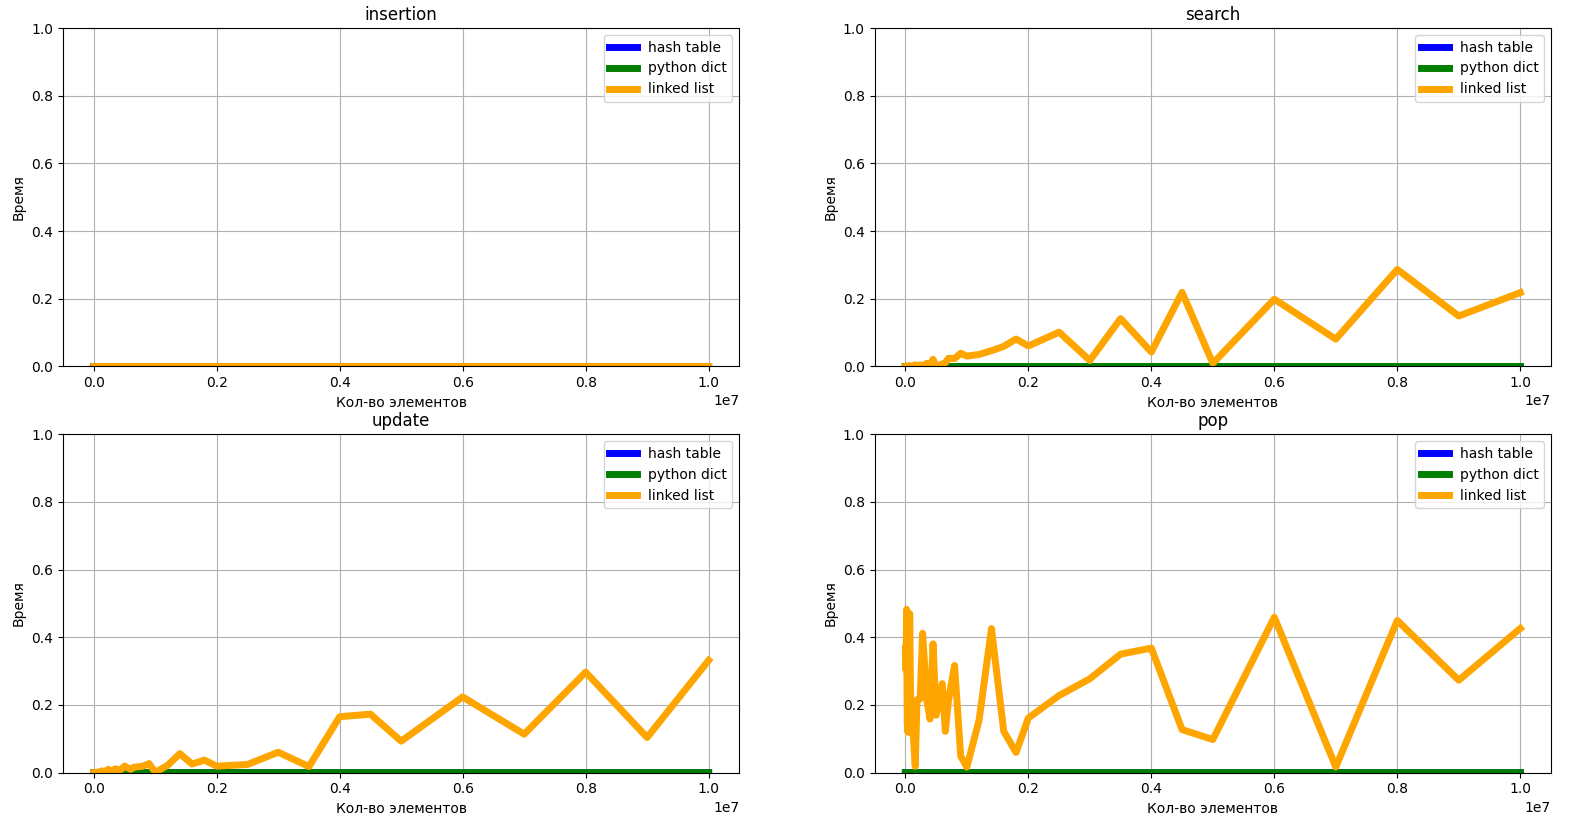 insertion
1.0
0.8
0.6
0.4
0.2
0.0
Время
hash table
python dict
linked list
0.0 0.2 0.4 0.6 0.8 1.0
1e7
Кол-во элементов
search
1.0
0.8
0.6
0.4
0.2
0.0
Время
hash table
python dict
linked list
0.0 0.2 0.4 0.6 0.8 1.0
1e7
Кол-во элементов
update
1.0
0.8
0.6
0.4
0.2
0.0
Время
hash table
python dict
linked list
0.0 0.2 0.4 0.6 0.8 1.0
1e7
Кол-во элементов
pop
1.0
0.8
0.6
0.4
0.2
0.0
Время
hash table
python dict
linked list
0.0 0.2 0.4 0.6 0.8 1.0
1e7
Кол-во элементов